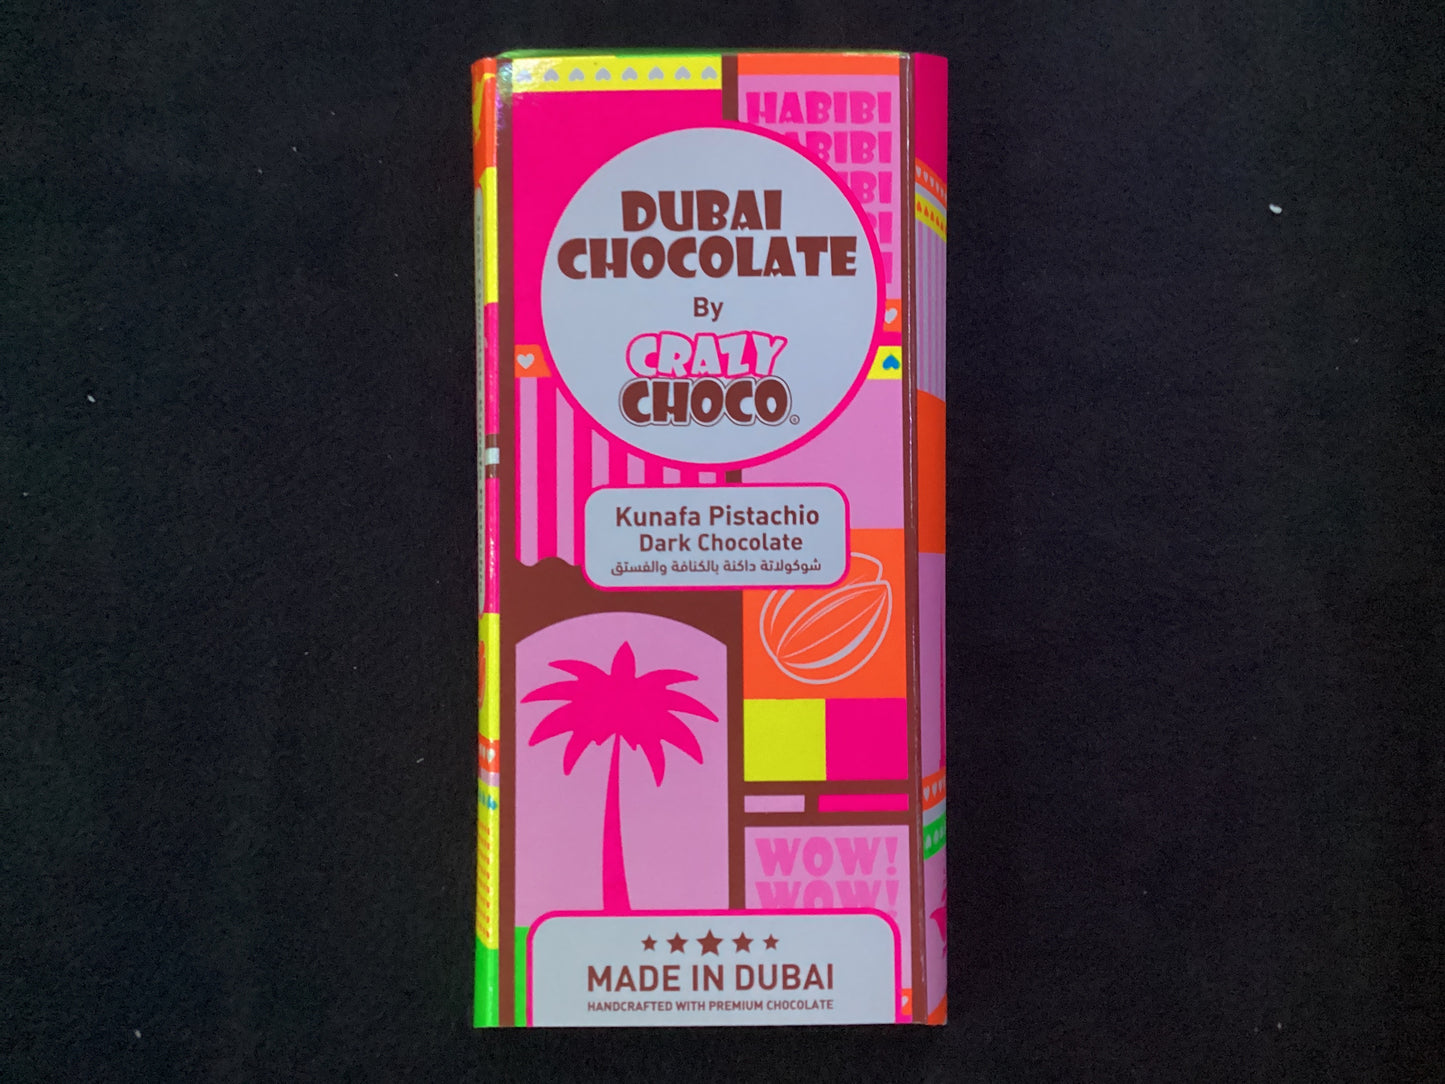 HABIBI
HABIBI
DUBAI
CHOCOLATE
By
CRAZY
CHOCO
Kunafa Pistachio
Dark Chocolate
شوكولاتة داكنة بالكنافة والفستق
WOW!
WOW!
MADE IN DUBAI
HANDCRAFTED WITH PREMIUM CHOCOLATE